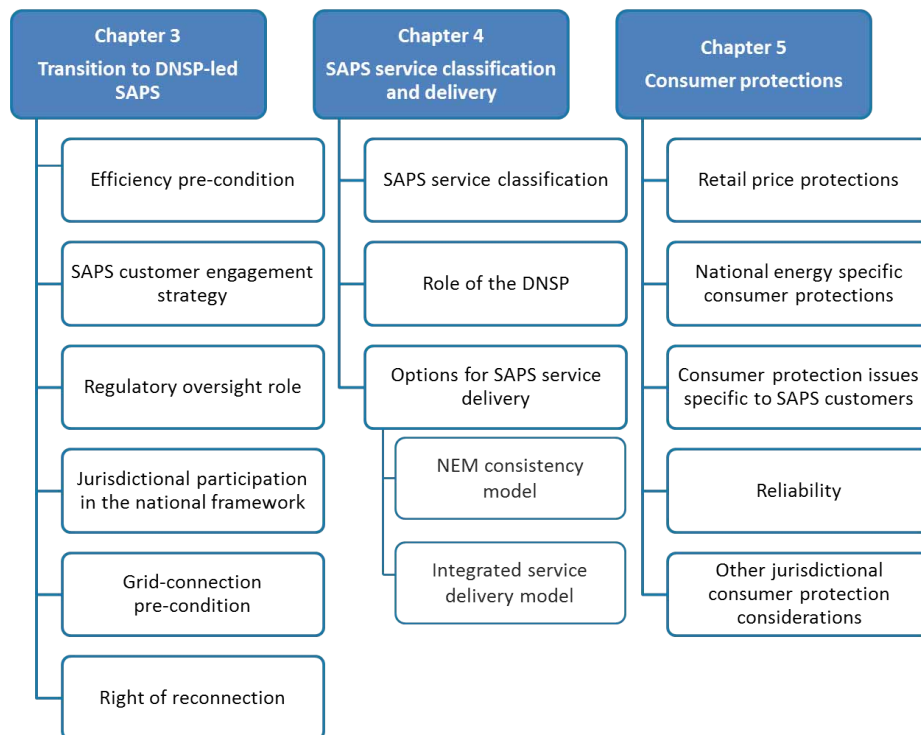 Chapter 3
Transition to DNSP-led
SAPS
Efficiency pre-condition
SAPS customer engagement
strategy
Regulatory oversight role
Jurisdictional participation
in the national framework
Grid-connection
pre-condition
Right of reconnection
Chapter 4
SAPS service classification
and delivery
SAPS service classification
Role of the DNSP
Options for SAPS service
delivery
NEM consistency
model
Integrated service
delivery model
Chapter 5
Consumer protections
Retail price protections
National energy specific
consumer protections
Consumer protection issues
specific to SAPS customers
Reliability
Other jurisdictional
consumer protection
considerations